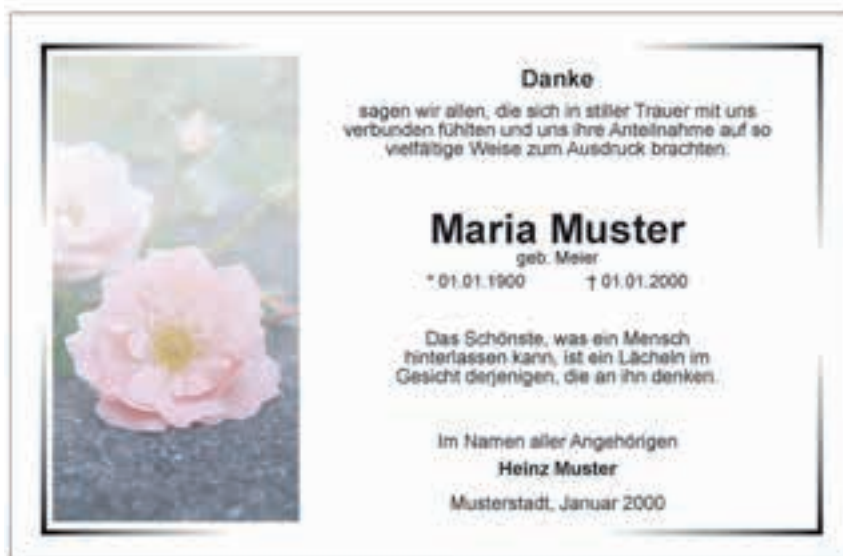 Danke
sagen wir allen, die sich in stiller Trauer mit uns
verbunden fühlten und uns ihre Anteilnahme auf so
vielfältige Weise zum Ausdruck brachten.
Maria Muster
geb. Meier
* 01.01.1900 † 01.01.2000
Das Schönste, was ein Mensch
hinterlassen kann, ist ein Lächeln im
Gesicht derjenigen, die an ihn denken.
Im Namen aller Angehörigen
Heinz Muster
Musterstadt, Januar 2000